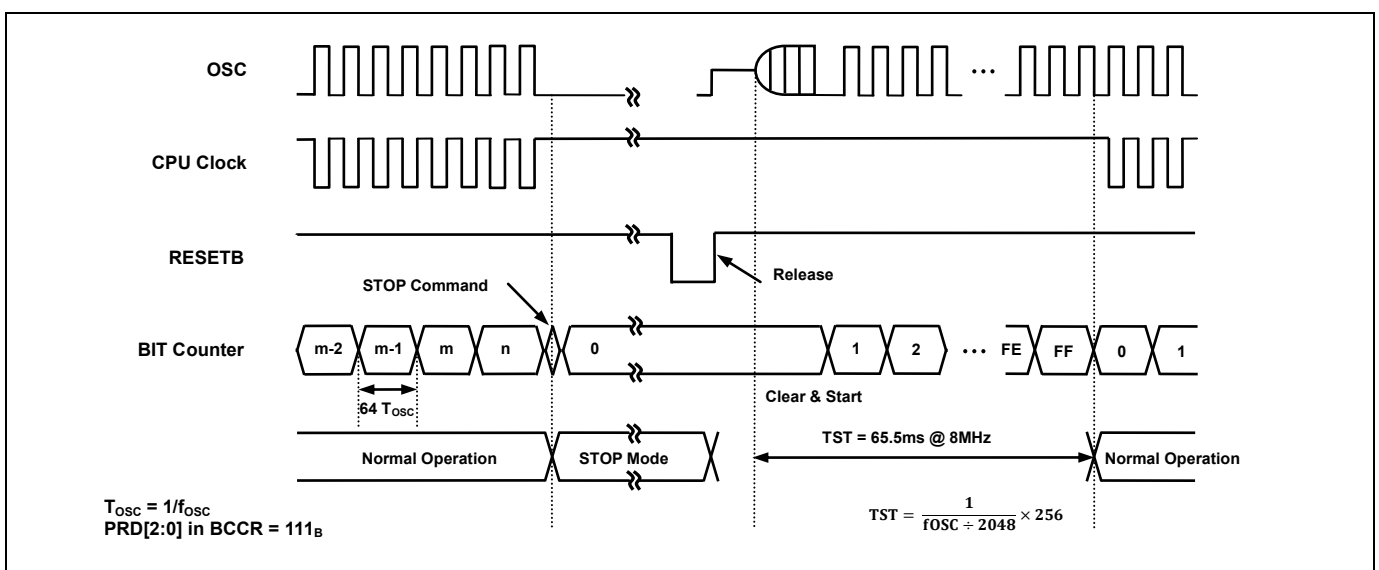 OSC
...
CPU Clock
RESETB
Release
STOP Command
BIT Counter
m-2 m-1 m n 0 1 2 ... FE FF 0 1
64 TOSC
Clear & Start
TST = 65.5ms @ 8MHz
Normal Operation STOP Mode Normal Operation
TOSC = 1/fOSC
PRD[2:0] in BCCR = 111B
TST = 1 / (fOSC ÷ 2048) × 256